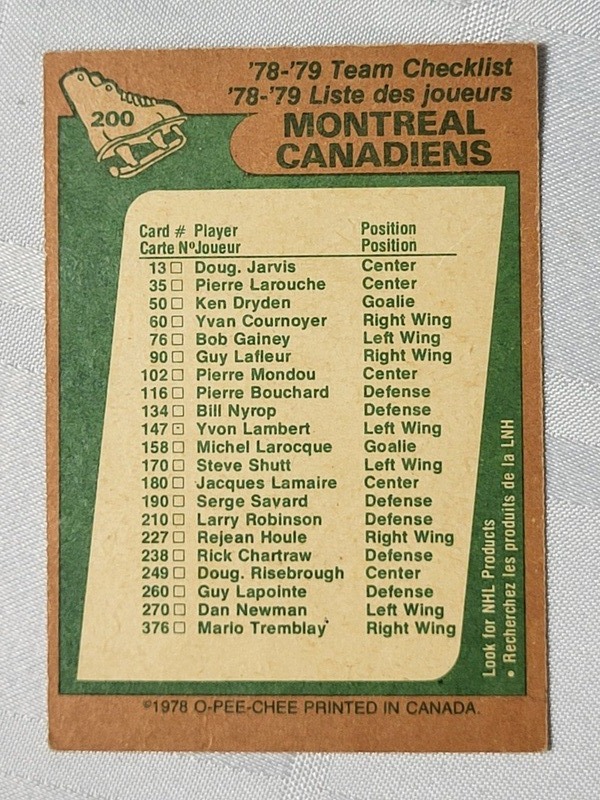 200
'78-'79 Team Checklist
'78-'79 Liste des joueurs
MONTREAL
CANADIENS
Card # Player Position
Carte Nº Joueur Position
13 □ Doug. Jarvis Center
35 □ Pierre Larouche Center
50 □ Ken Dryden Goalie
60 □ Yvan Cournoyer Right Wing
76 □ Bob Gainey Left Wing
90 □ Guy Lafleur Right Wing
102 □ Pierre Mondou Center
116 □ Pierre Bouchard Defense
134 □ Bill Nyrop Defense
147 □ Yvon Lambert Left Wing
158 □ Michel Larocque Goalie
170 □ Steve Shutt Left Wing
180 □ Jacques Lamaire Center
190 □ Serge Savard Defense
210 □ Larry Robinson Defense
227 □ Rejean Houle Right Wing
238 □ Rick Chartraw Defense
249 □ Doug. Risebrough Center
260 □ Guy Lapointe Defense
270 □ Dan Newman Left Wing
376 □ Mario Tremblay Right Wing
Look for NHL Products
• Recherchez les produits de la LNH
©1978 O-PEE-CHEE PRINTED IN CANADA.